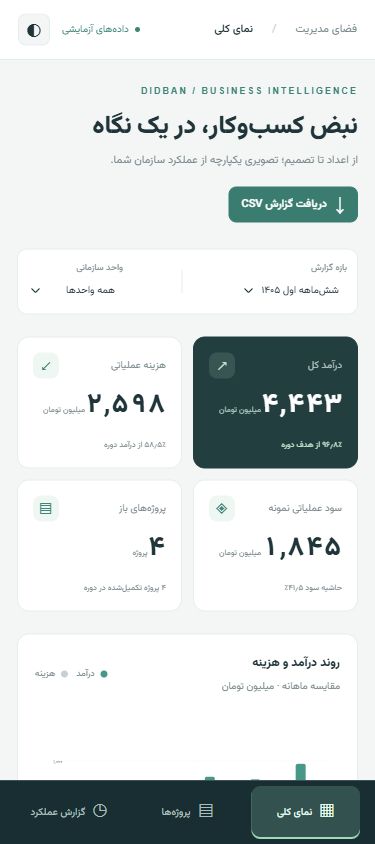 فضای مدیریت / نمای کلی
داده‌های آزمایشی
DIDBAN / BUSINESS INTELLIGENCE
نبض کسب‌وکار، در یک نگاه
از اعداد تا تصمیم؛ تصویری یکپارچه از عملکرد سازمان شما.
دریافت گزارش CSV
بازه گزارش
شش‌ماهه اول ۱۴۰۵
واحد سازمانی
همه واحدها
درآمد کل
۴,۴۴۳ میلیون تومان
۹۶٫۸٪ از هدف دوره
هزینه عملیاتی
۲,۵۹۸ میلیون تومان
۵۸٫۵٪ از درآمد دوره
سود عملیاتی نمونه
۱,۸۴۵ میلیون تومان
حاشیه سود ۴۱٫۵٪
پروژه‌های باز
۴ پروژه
۴ پروژه تکمیل‌شده در دوره
روند درآمد و هزینه
مقایسه ماهانه · میلیون تومان
درآمد
هزینه
نمای کلی
پروژه‌ها
گزارش عملکرد